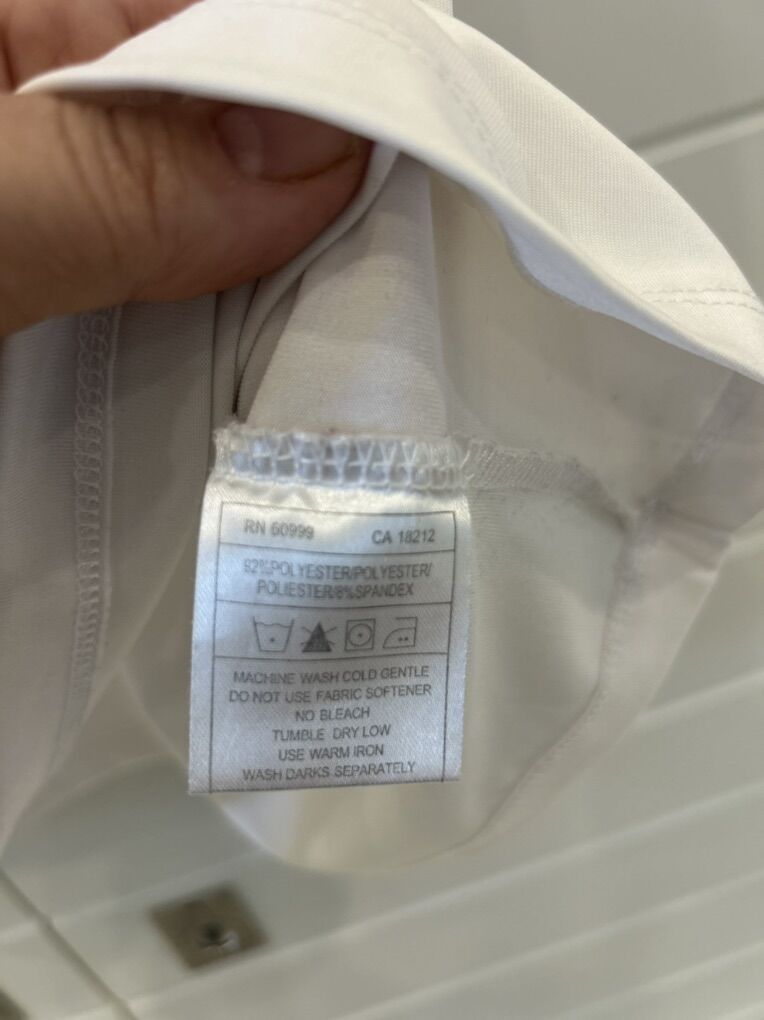 RN 60999 CA 18212
92%POLYESTER/POLYESTER/
POLIESTER/8%SPANDEX
MACHINE WASH COLD GENTLE
DO NOT USE FABRIC SOFTENER
NO BLEACH
TUMBLE DRY LOW
USE WARM IRON
WASH DARKS SEPARATELY